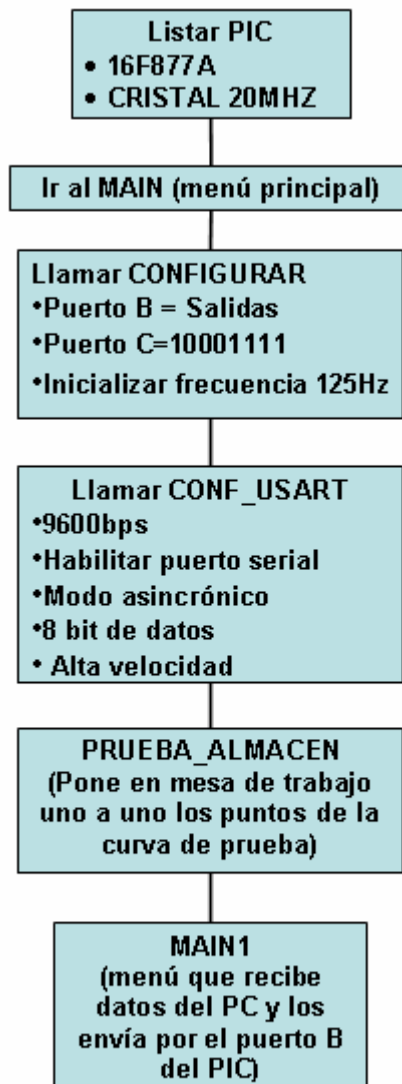 Listar PIC
• 16F877A
• CRISTAL 20MHZ
Ir al MAIN (menú principal)
Llamar CONFIGURAR
•Puerto B = Salidas
•Puerto C=10001111
•Inicializar frecuencia 125Hz
Llamar CONF_USART
•9600bps
•Habilitar puerto serial
•Modo asincrónico
•8 bit de datos
• Alta velocidad
PRUEBA_ALMACEN
(Pone en mesa de trabajo
uno a uno los puntos de la
curva de prueba)
MAIN1
(menú que recibe
datos del PC y los
envía por el puerto B
del PIC)